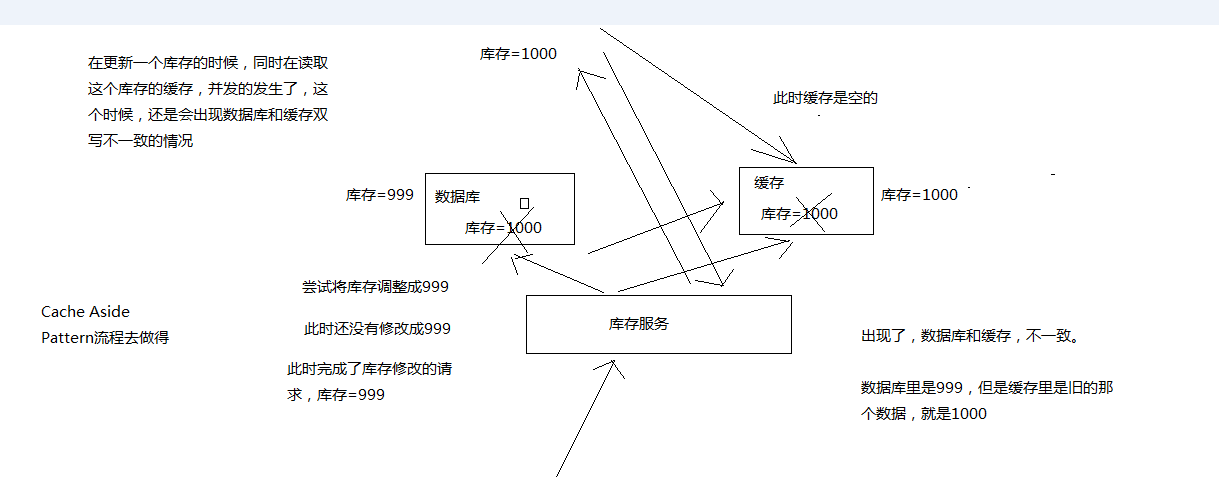 在更新一个库存的时候，同时在读取
这个库存的缓存，并发的发生了，这
个时候，还是会出现数据库和缓存双
写不一致的情况
库存=1000
此时缓存是空的
库存=999
数据库
库存=1000
缓存
库存=1000
库存=1000
尝试将库存调整成999
此时还没有修改成999
此时完成了库存修改的请
求，库存=999
Cache Aside
Pattern流程去做得
库存服务
出现了，数据库和缓存，不一致。
数据库里是999，但是缓存里是旧的那
个数据，就是1000